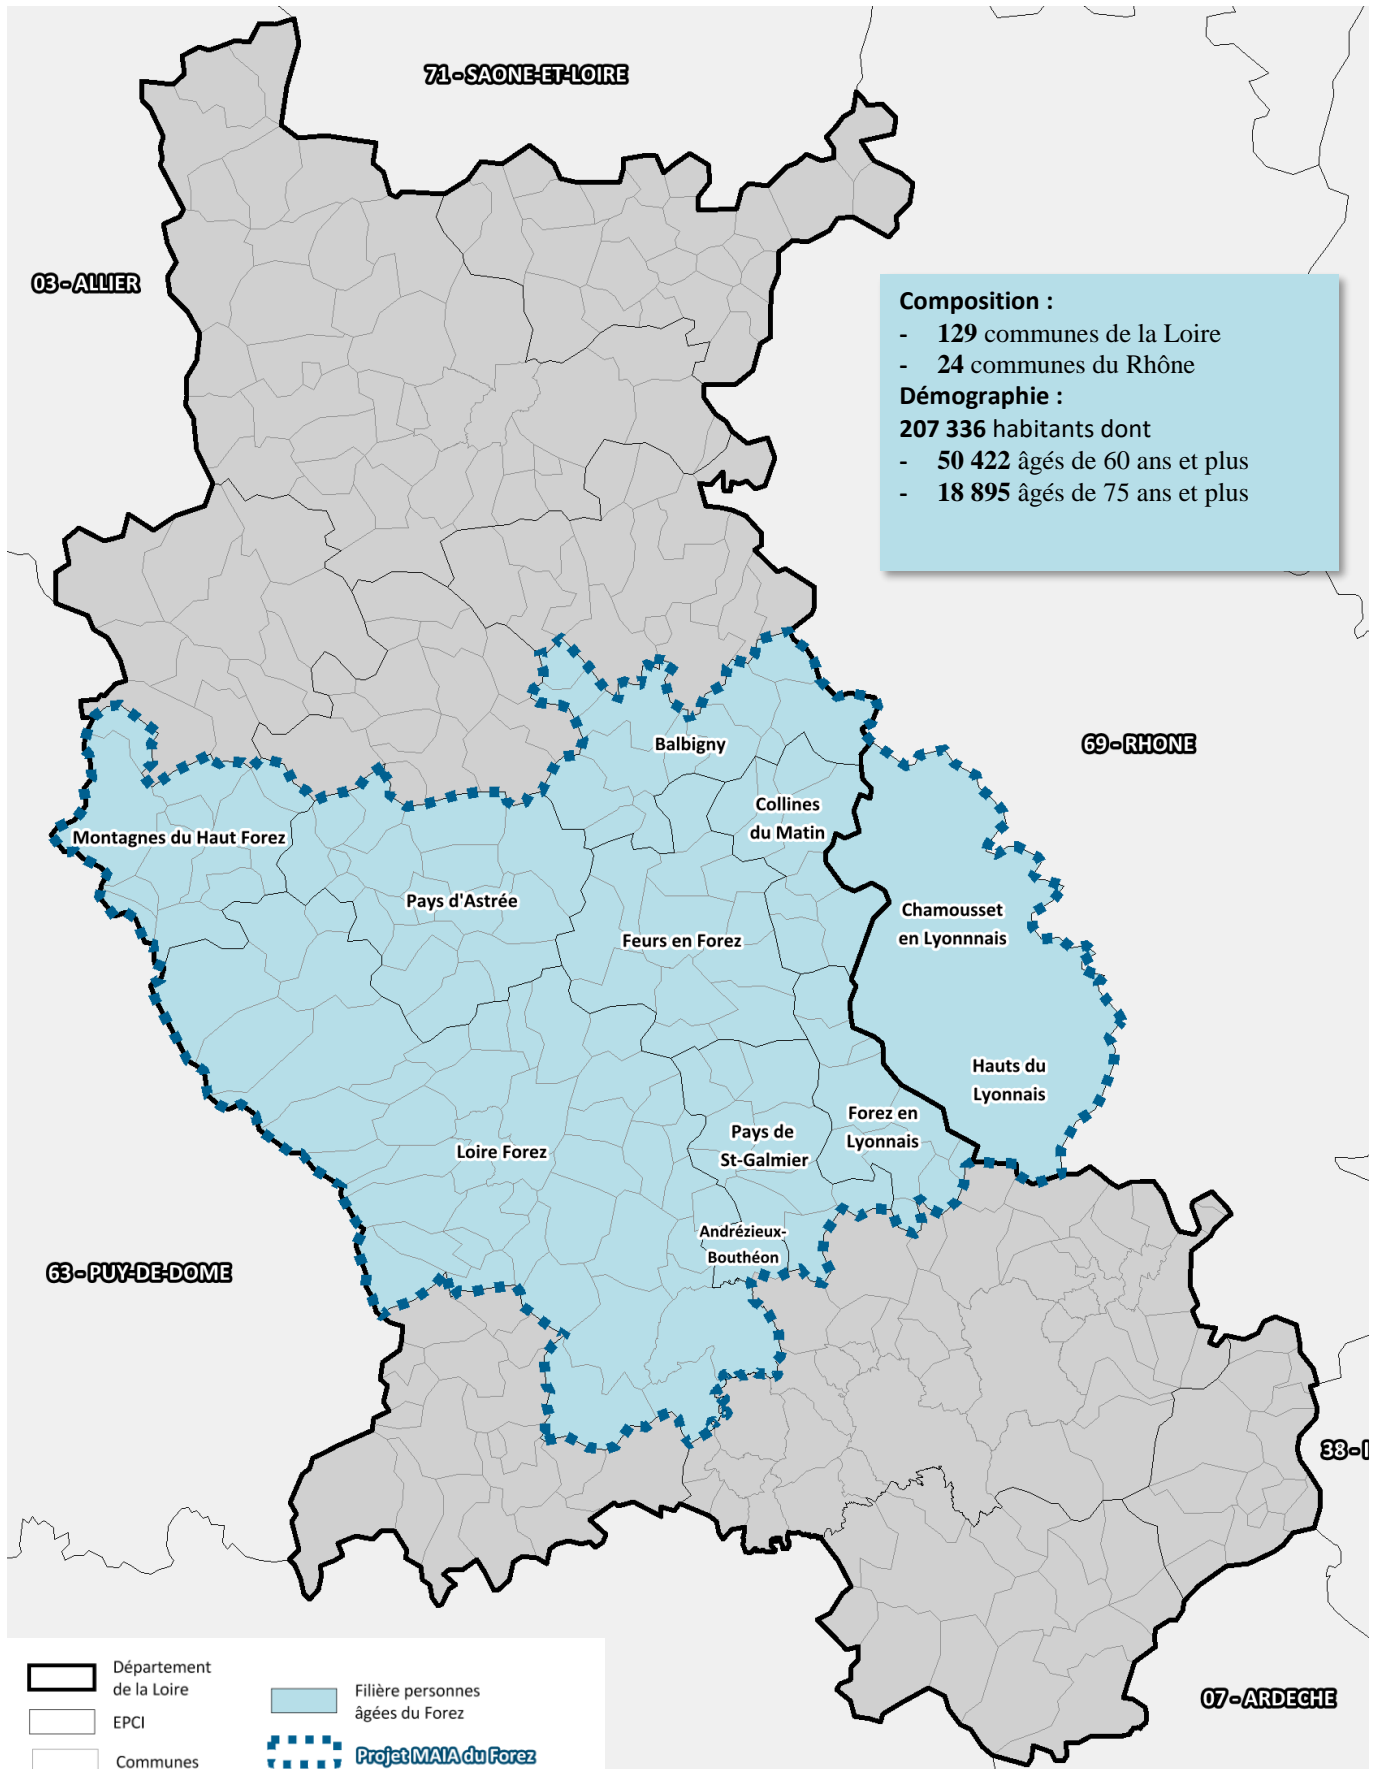 71 - SAONE-ET-LOIRE
03 - ALLIER
Composition :
- 129 communes de la Loire
- 24 communes du Rhône
Démographie :
207 336 habitants dont
- 50 422 âgés de 60 ans et plus
- 18 895 âgés de 75 ans et plus
69 - RHONE
Balbigny
Collines
du Matin
Montagnes du Haut Forez
Pays d'Astrée
Chamousset
en Lyonnnais
Feurs en Forez
Hauts du
Lyonnais
Forez en
Lyonnais
Pays de
St-Galmier
Loire Forez
Andrézieux-
Bouthéon
63 - PUY-DE-DOME
38 - I
07 - ARDECHE
Département
de la Loire
EPCI
Communes
Filière personnes
âgées du Forez
Projet MAIA du Forez